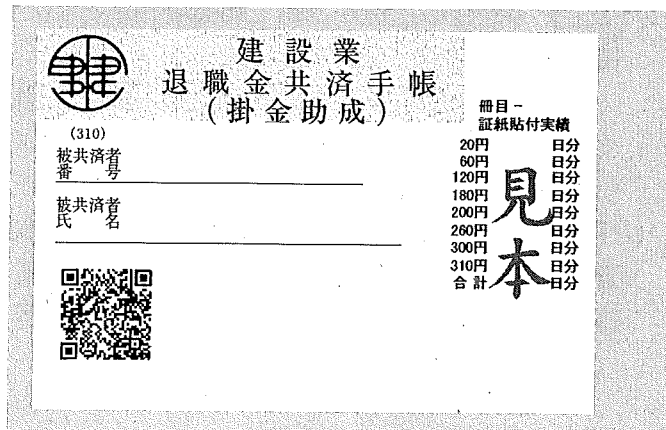 建設業
退職金共済手帳
(掛金助成)
(310)
被共済者
番 号
被共済者
氏 名
冊目-
証紙貼付実績
20円 日分
60円 日分
120円 日分
180円 日分
200円 日分
260円 日分
300円 日分
310円 日分
合計 日分
見本